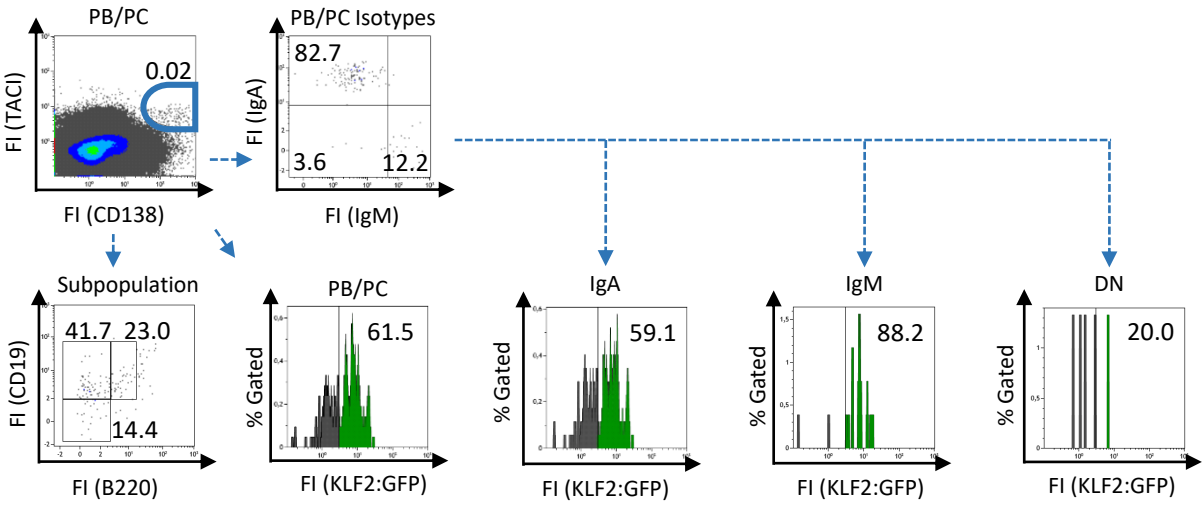 PB/PC
PB/PC Isotypes
0.02
82.7
3.6
12.2
FI (TACI)
FI (IgA)
FI (CD138)
FI (IgM)
Subpopulation
PB/PC
IgA
IgM
DN
41.7
23.0
14.4
61.5
59.1
88.2
20.0
FI (CD19)
% Gated
% Gated
% Gated
% Gated
FI (B220)
FI (KLF2:GFP)
FI (KLF2:GFP)
FI (KLF2:GFP)
FI (KLF2:GFP)